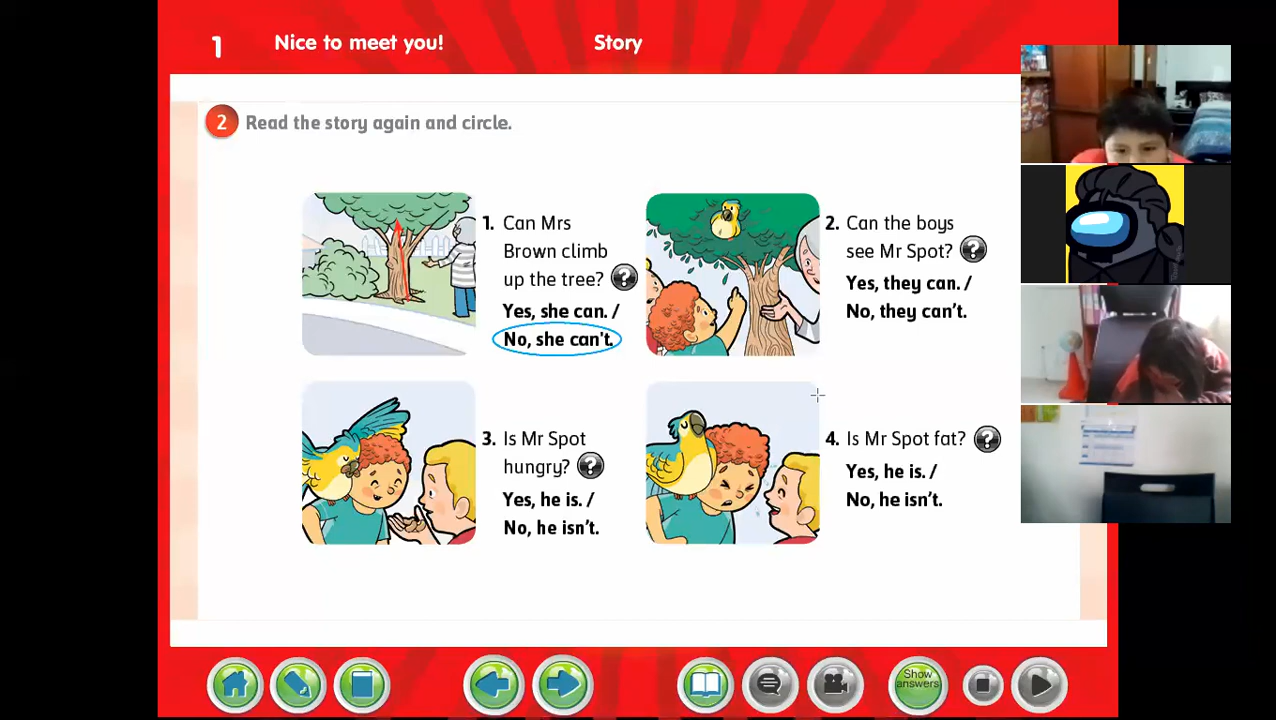 1 Nice to meet you! Story
2 Read the story again and circle.
1. Can Mrs
Brown climb
up the tree? ?
Yes, she can. /
No, she can't.
2. Can the boys
see Mr Spot? ?
Yes, they can. /
No, they can't.
3. Is Mr Spot
hungry? ?
Yes, he is. /
No, he isn't.
4. Is Mr Spot fat? ?
Yes, he is. /
No, he isn't.
Show
answers